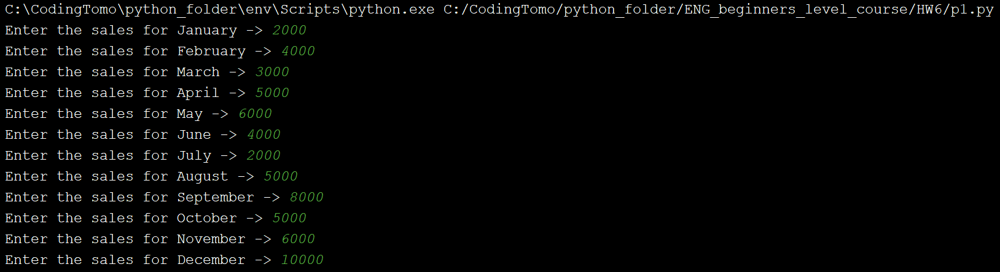 C:\CodingTomo\python_folder\env\Scripts\python.exe C:/CodingTomo/python_folder/ENG_beginners_level_course/HW6/p1.py
Enter the sales for January -> 2000
Enter the sales for February -> 4000
Enter the sales for March -> 3000
Enter the sales for April -> 5000
Enter the sales for May -> 6000
Enter the sales for June -> 4000
Enter the sales for July -> 2000
Enter the sales for August -> 5000
Enter the sales for September -> 8000
Enter the sales for October -> 5000
Enter the sales for November -> 6000
Enter the sales for December -> 10000